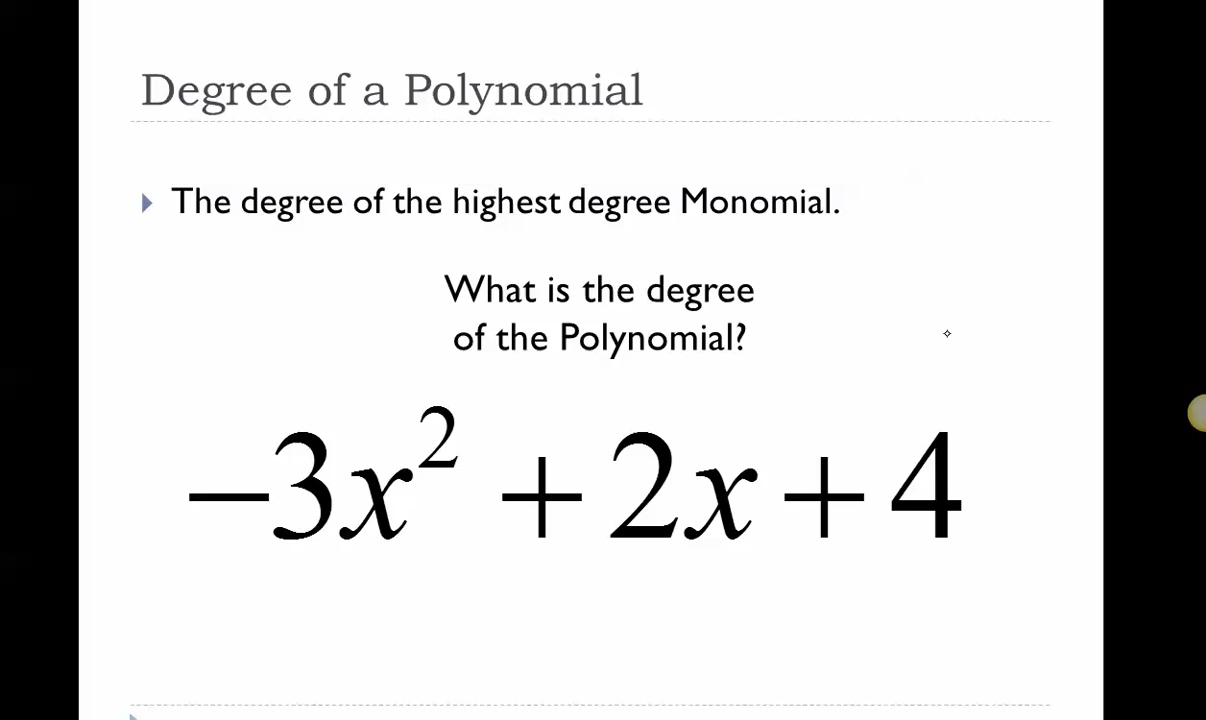 Degree of a Polynomial
The degree of the highest degree Monomial.
What is the degree
of the Polynomial?
−3x² + 2x + 4